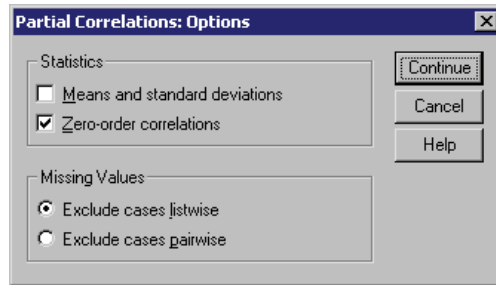 Partial Correlations: Options
Statistics
Means and standard deviations
Zero-order correlations
Missing Values
Exclude cases listwise
Exclude cases pairwise
Continue
Cancel
Help